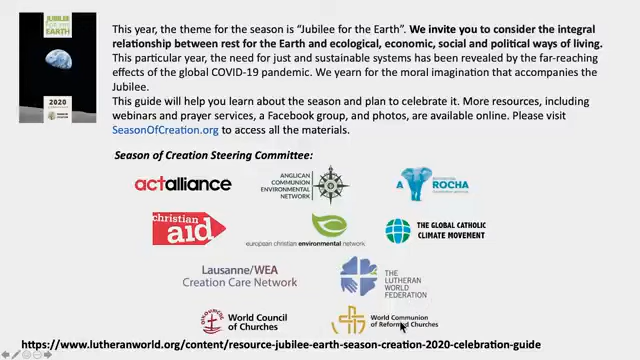 JUBILEE
FOR THE
EARTH
2020
This year, the theme for the season is “Jubilee for the Earth”. We invite you to consider the integral
relationship between rest for the Earth and ecological, economic, social and political ways of living.
This particular year, the need for just and sustainable systems has been revealed by the far-reaching
effects of the global COVID-19 pandemic. We yearn for the moral imagination that accompanies the
Jubilee.
This guide will help you learn about the season and plan to celebrate it. More resources, including
webinars and prayer services, a Facebook group, and photos, are available online. Please visit
SeasonOfCreation.org to access all the materials.
Season of Creation Steering Committee:
actalliance
ANGLICAN
COMMUNION
ENVIRONMENTAL
NETWORK
A
ROCHA
christian
aid
european christian environmental network
THE GLOBAL CATHOLIC
CLIMATE MOVEMENT
Lausanne/WEA
Creation Care Network
THE
LUTHERAN
WORLD
FEDERATION
World Council
of Churches
World Communion
of Reformed Churches
https://www.lutheranworld.org/content/resource-jubilee-earth-season-creation-2020-celebration-guide